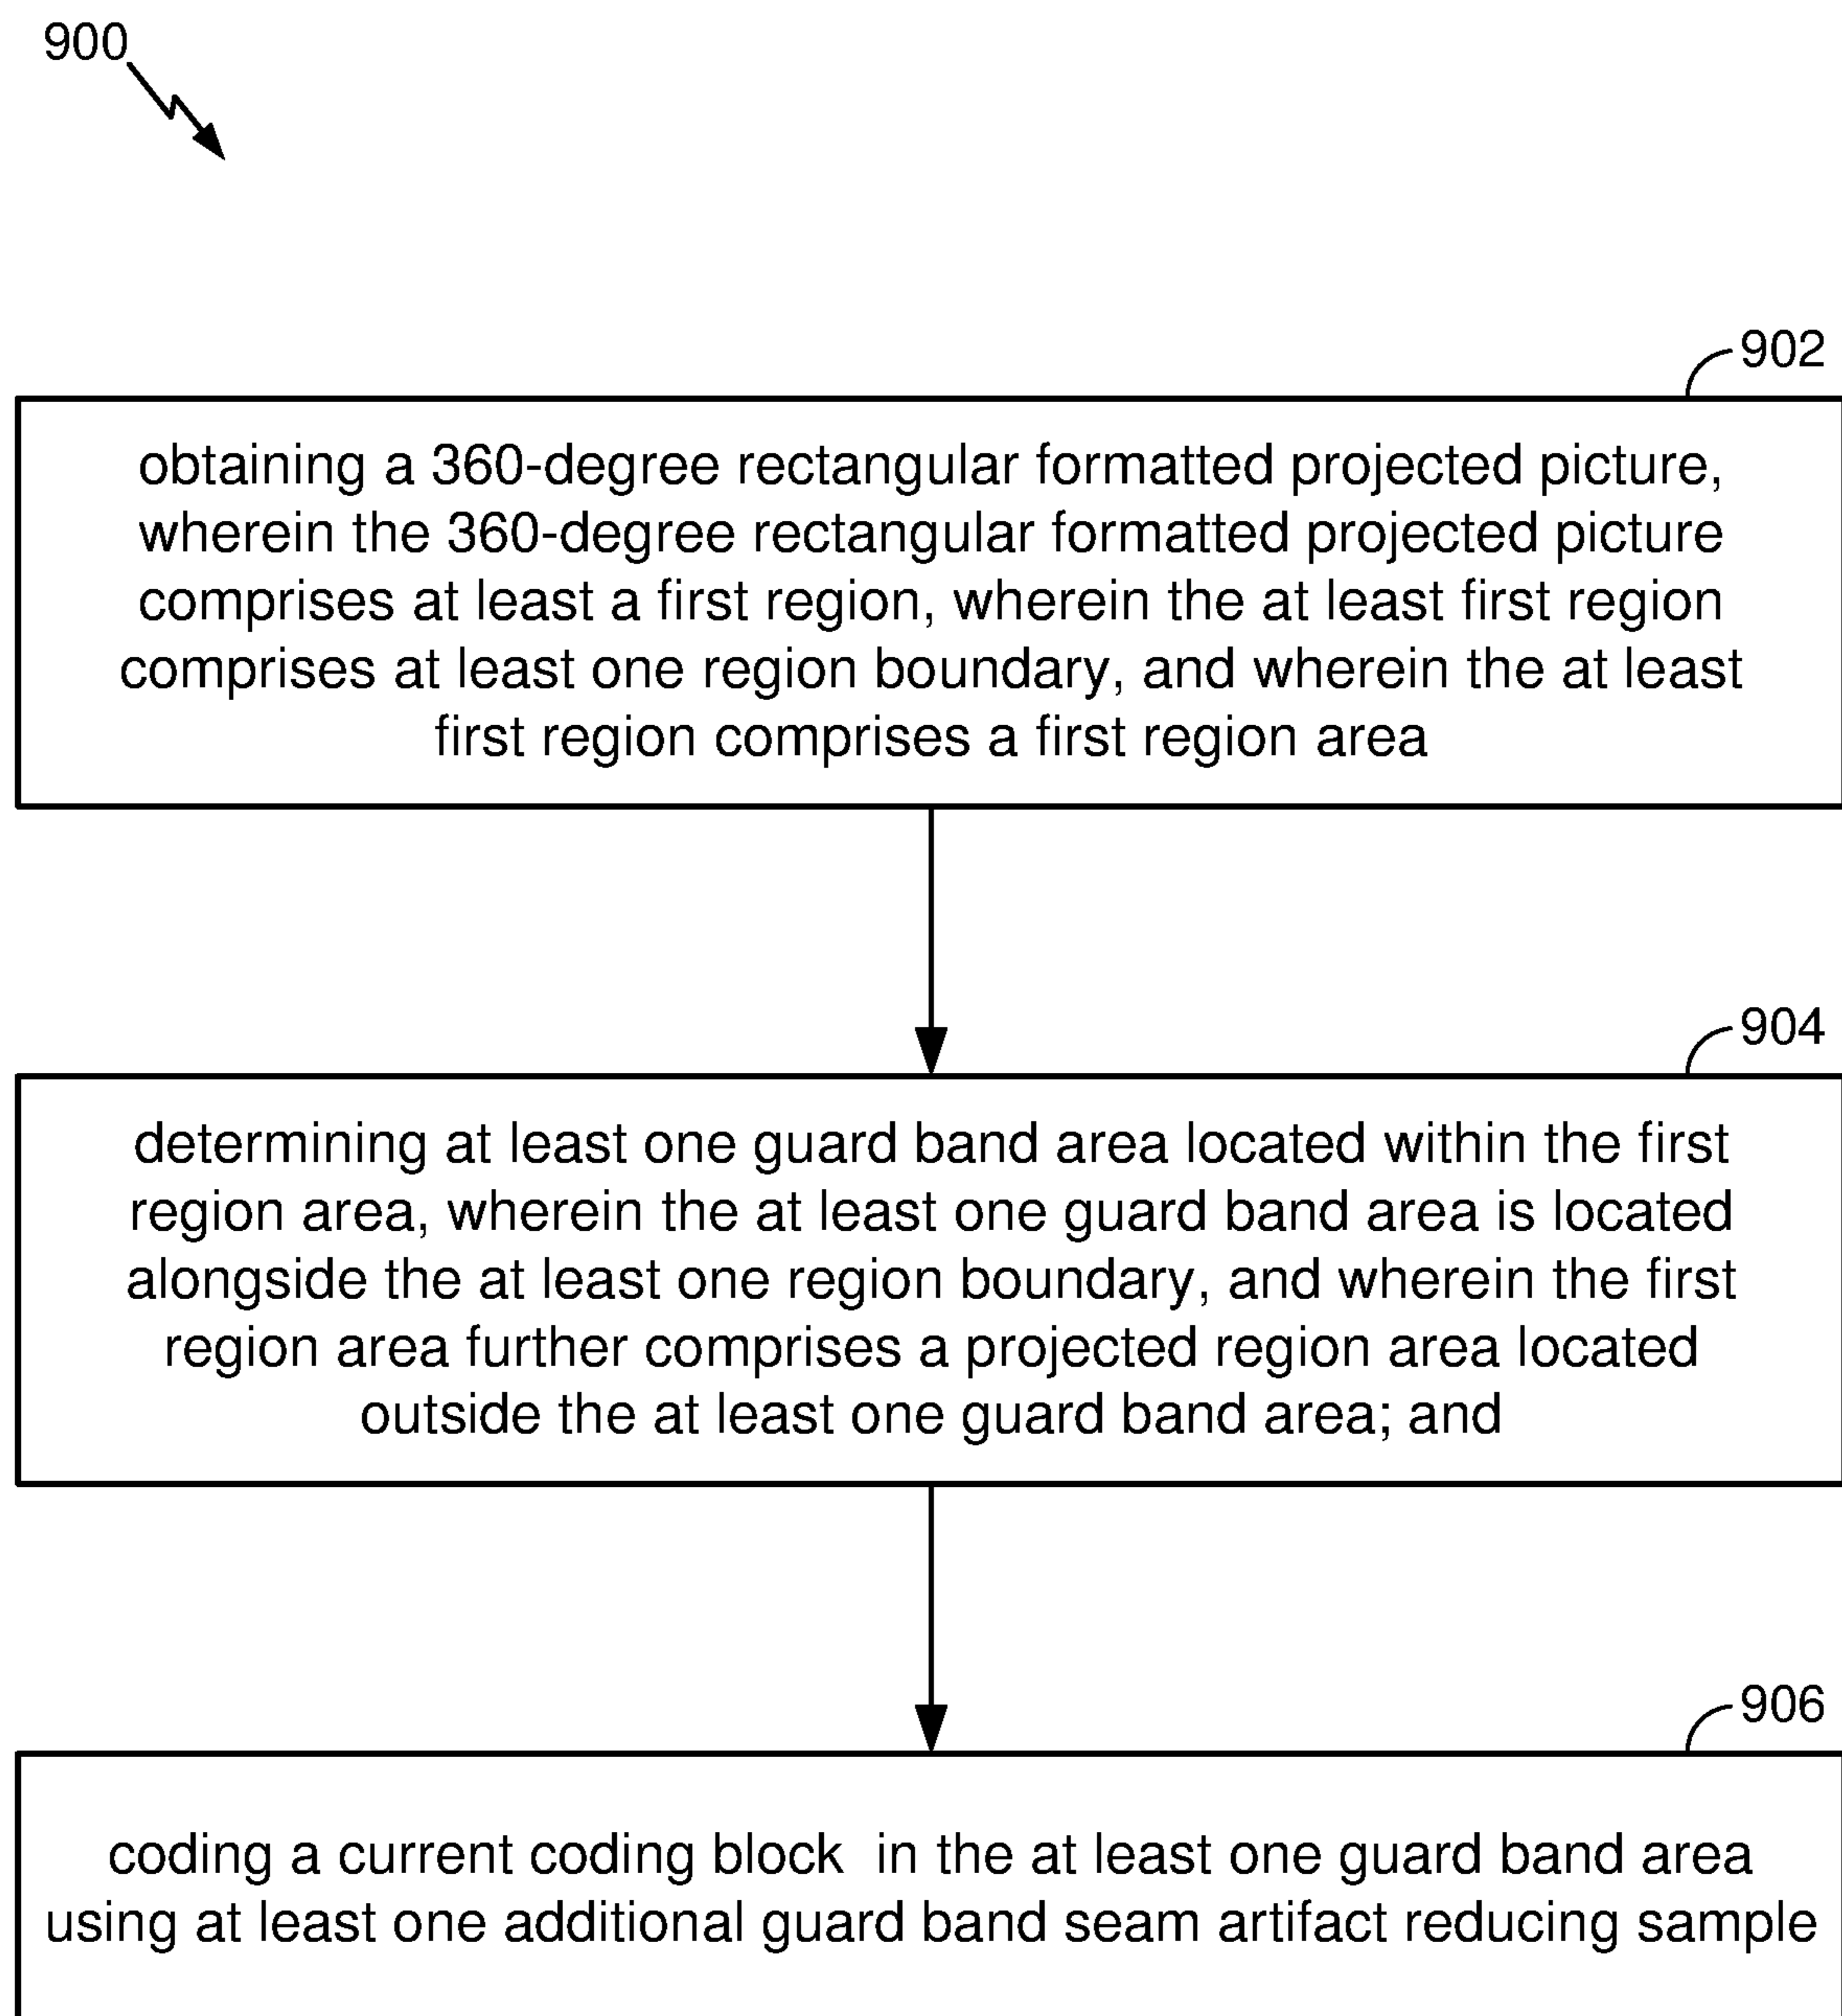 900
902
obtaining a 360-degree rectangular formatted projected picture,
wherein the 360-degree rectangular formatted projected picture
comprises at least a first region, wherein the at least first region
comprises at least one region boundary, and wherein the at least
first region comprises a first region area
904
determining at least one guard band area located within the first
region area, wherein the at least one guard band area is located
alongside the at least one region boundary, and wherein the first
region area further comprises a projected region area located
outside the at least one guard band area; and
906
coding a current coding block in the at least one guard band area
using at least one additional guard band seam artifact reducing sample